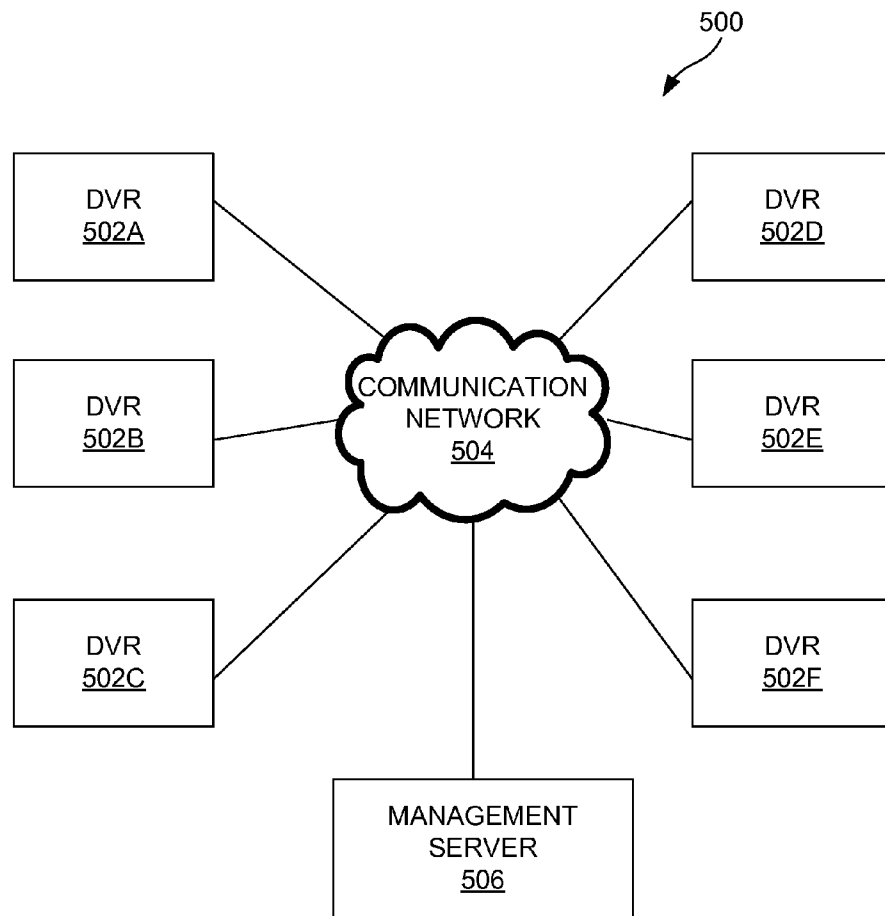 500
DVR
502A
DVR
502D
DVR
502B
COMMUNICATION
NETWORK
504
DVR
502E
DVR
502C
DVR
502F
MANAGEMENT
SERVER
506